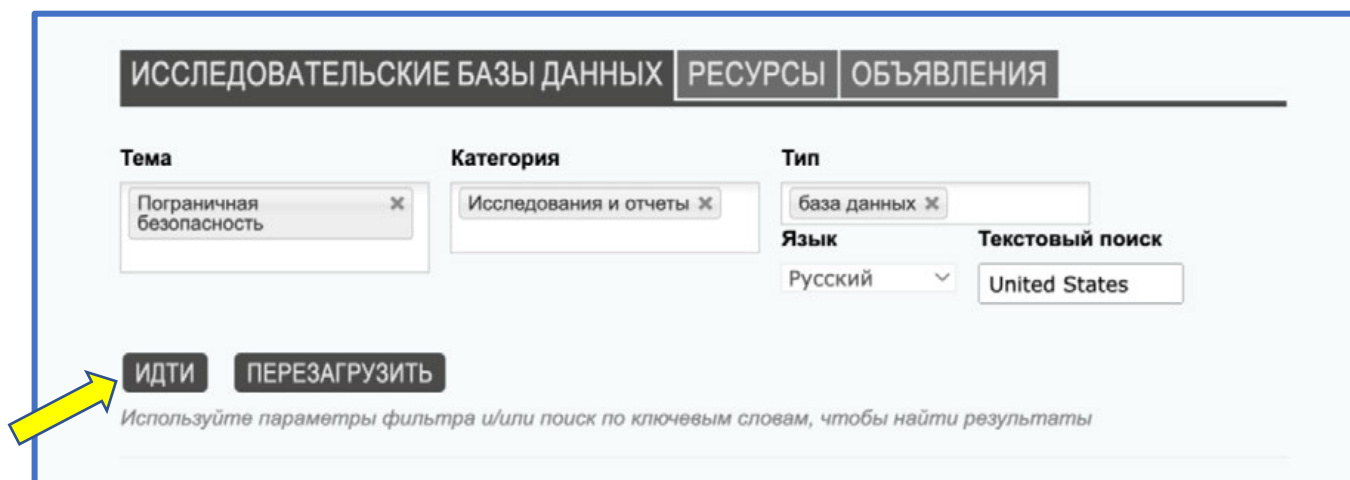 ИССЛЕДОВАТЕЛЬСКИЕ БАЗЫ ДАННЫХ РЕСУРСЫ ОБЪЯВЛЕНИЯ
Тема Категория Тип
Пограничная безопасность
Исследования и отчеты
база данных
Язык Текстовый поиск
Русский United States
ИДТИ ПЕРЕЗАГРУЗИТЬ
Используйте параметры фильтра и/или поиск по ключевым словам, чтобы найти результаты